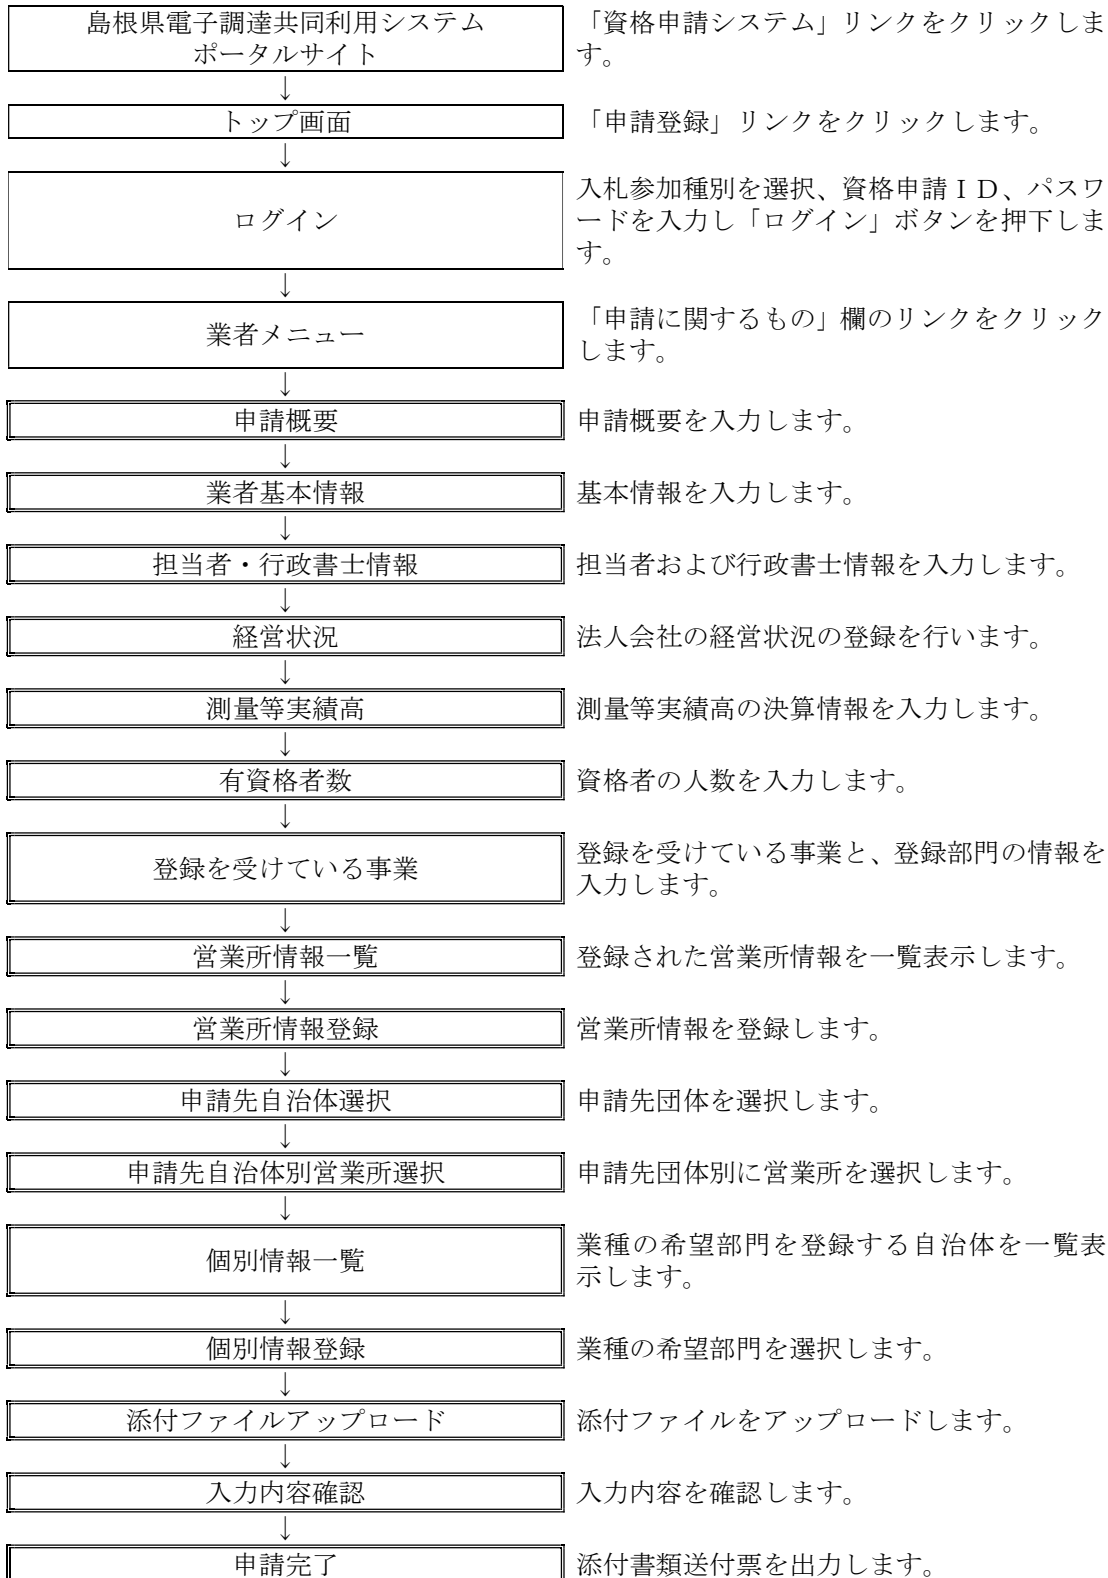 島根県電子調達共同利用システム
ポータルサイト
「資格申請システム」リンクをクリックしま
す。
↓
トップ画面
「申請登録」リンクをクリックします。
↓
ログイン
入札参加種別を選択、資格申請ＩＤ、パスワ
ードを入力し「ログイン」ボタンを押下しま
す。
↓
業者メニュー
「申請に関するもの」欄のリンクをクリック
します。
↓
申請概要
申請概要を入力します。
↓
業者基本情報
基本情報を入力します。
↓
担当者・行政書士情報
担当者および行政書士情報を入力します。
↓
経営状況
法人会社の経営状況の登録を行います。
↓
測量等実績高
測量等実績高の決算情報を入力します。
↓
有資格者数
資格者の人数を入力します。
↓
登録を受けている事業
登録を受けている事業と、登録部門の情報を
入力します。
↓
営業所情報一覧
登録された営業所情報を一覧表示します。
↓
営業所情報登録
営業所情報を登録します。
↓
申請先自治体選択
申請先団体を選択します。
↓
申請先自治体別営業所選択
申請先団体別に営業所を選択します。
↓
個別情報一覧
業種の希望部門を登録する自治体を一覧表
示します。
↓
個別情報登録
業種の希望部門を選択します。
↓
添付ファイルアップロード
添付ファイルをアップロードします。
↓
入力内容確認
入力内容を確認します。
↓
申請完了
添付書類送付票を出力します。